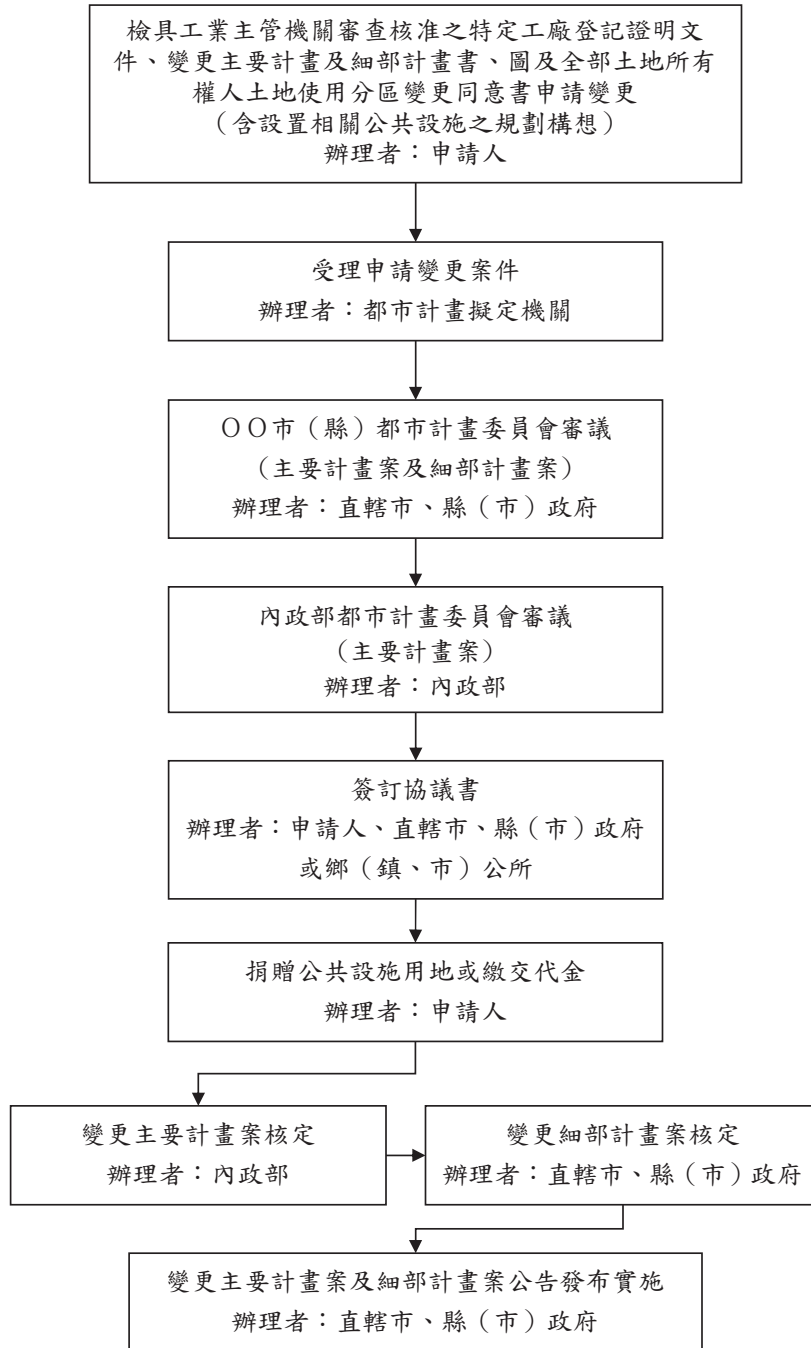 檢具工業主管機關審查核准之特定工廠登記證明文
件、變更主要計畫及細部計畫書、圖及全部土地所有
權人土地使用分區變更同意書申請變更
（含設置相關公共設施之規劃構想）
辦理者：申請人
受理申請變更案件
辦理者：都市計畫擬定機關
○○市（縣）都市計畫委員會審議
（主要計畫案及細部計畫案）
辦理者：直轄市、縣（市）政府
內政部都市計畫委員會審議
（主要計畫案）
辦理者：內政部
簽訂協議書
辦理者：申請人、直轄市、縣（市）政府
或鄉（鎮、市）公所
捐贈公共設施用地或繳交代金
辦理者：申請人
變更主要計畫案核定
辦理者：內政部
變更細部計畫案核定
辦理者：直轄市、縣（市）政府
變更主要計畫案及細部計畫案公告發布實施
辦理者：直轄市、縣（市）政府